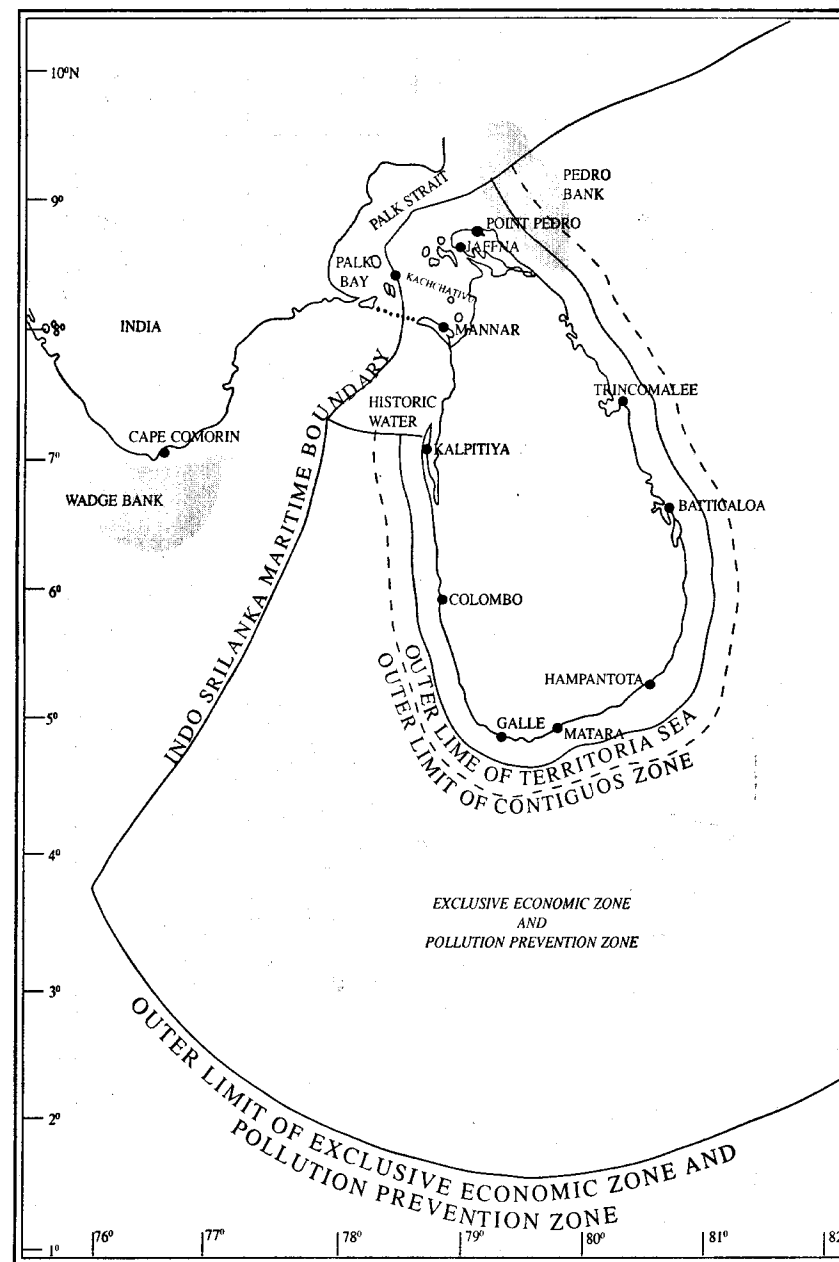 10°N
PEDRO
BANK
9°
PALK STRAIT
POINT PEDRO
JAFFNA
PALKO
BAY
KACHCHATIVU
8°
INDIA
MANNAR
INDO SRILANKA MARITIME BOUNDARY
TRINCOMALEE
HISTORIC
WATER
CAPE COMORIN
KALPITIYA
7°
WADGE BANK
BATTICALOA
6°
COLOMBO
HAMPANTOTA
5°
GALLE
MATARA
OUTER LIME OF TERRITORIA SEA
OUTER LIMIT OF CONTIGUOS ZONE
4°
EXCLUSIVE ECONOMIC ZONE
AND
POLLUTION PREVENTION ZONE
3°
OUTER LIMIT OF EXCLUSIVE ECONOMIC ZONE AND
POLLUTION PREVENTION ZONE
2°
1°
76°
77°
78°
79°
80°
81°
82